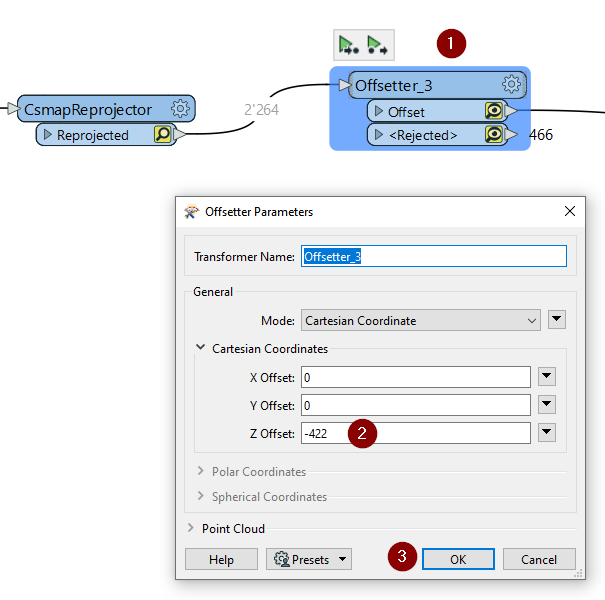 1
CsmapReprojector
Reprojected
2'264
Offsetter_3
Offset
<Rejected>
466
Offsetter Parameters
Transformer Name: Offsetter_3
General
Mode: Cartesian Coordinate
Cartesian Coordinates
X Offset: 0
Y Offset: 0
Z Offset: -422 2
Polar Coordinates
Spherical Coordinates
Point Cloud
Help Presets 3 OK Cancel